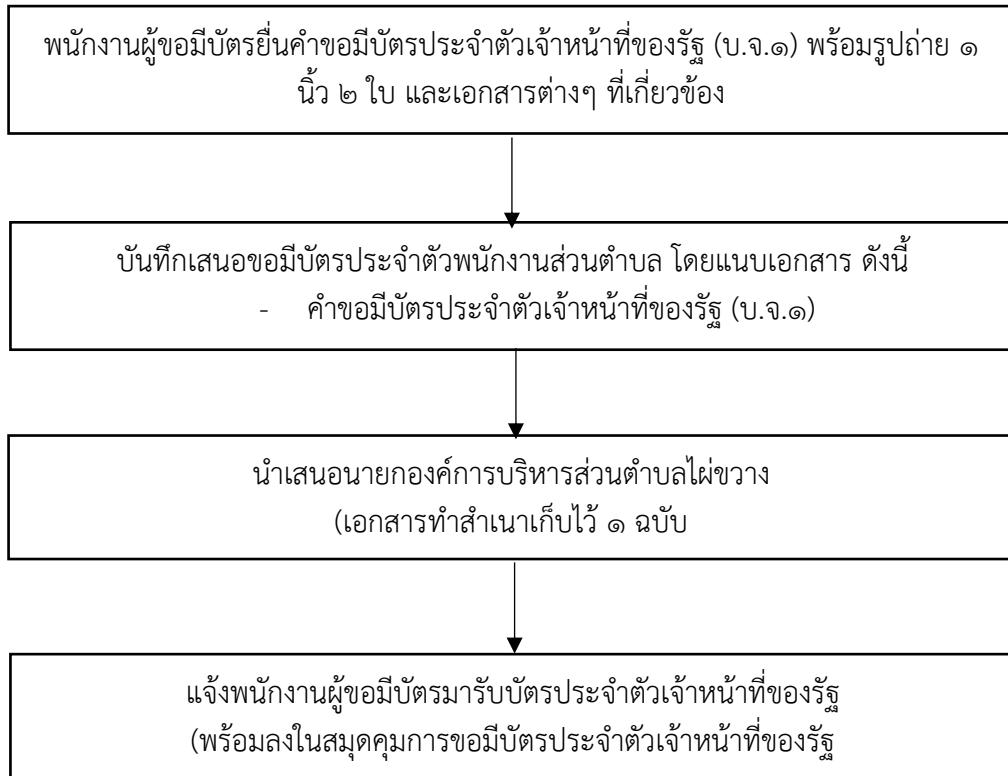 พนักงานผู้ขอมีบัตรยื่นคำขอมีบัตรประจำตัวเจ้าหน้าที่ของรัฐ (บ.จ.๑) พร้อมรูปถ่าย ๑
นิ้ว ๒ ใบ และเอกสารต่างๆ ที่เกี่ยวข้อง
บันทึกเสนอขอมีบัตรประจำตัวพนักงานส่วนตำบล โดยแนบเอกสาร ดังนี้
- คำขอมีบัตรประจำตัวเจ้าหน้าที่ของรัฐ (บ.จ.๑)
นำเสนอนายกองค์การบริหารส่วนตำบลไผ่ขวาง
(เอกสารทำสำเนาเก็บไว้ ๑ ฉบับ
แจ้งพนักงานผู้ขอมีบัตรมารับบัตรประจำตัวเจ้าหน้าที่ของรัฐ
(พร้อมลงในสมุดคุมการขอมีบัตรประจำตัวเจ้าหน้าที่ของรัฐ